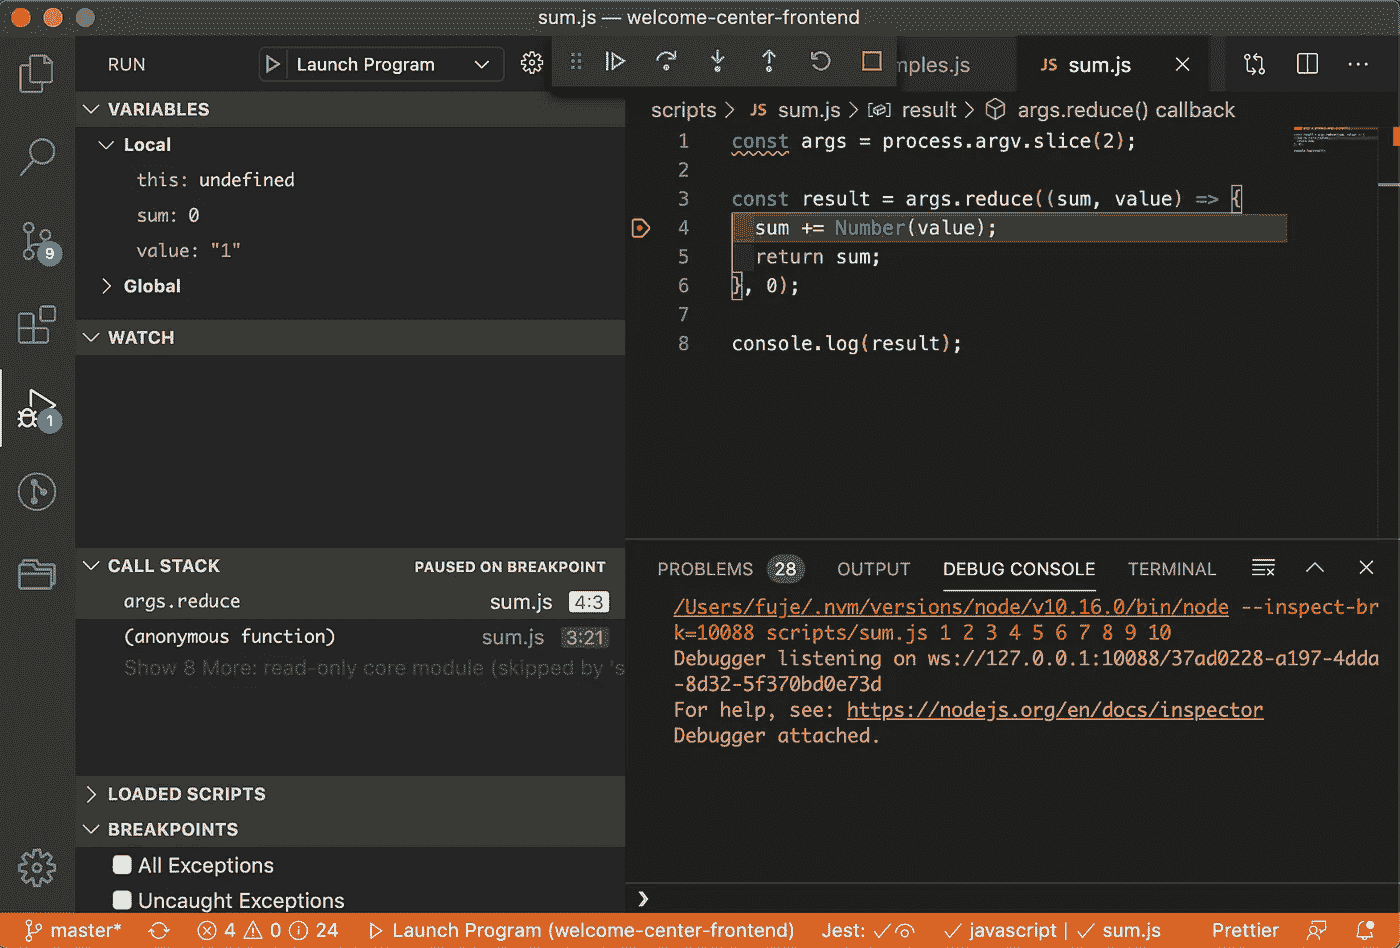 sum.js — welcome-center-frontend
RUN
Launch Program
mples.js
JS sum.js
VARIABLES
Local
this: undefined
sum: 0
value: "1"
Global
WATCH
CALL STACK
PAUSED ON BREAKPOINT
args.reduce sum.js 4:3
(anonymous function) sum.js 3:21
Show 8 More: read-only core module (skipped by 's
LOADED SCRIPTS
BREAKPOINTS
All Exceptions
Uncaught Exceptions
9
1
scripts > JS sum.js > result > args.reduce() callback
1 const args = process.argv.slice(2);
2
3 const result = args.reduce((sum, value) => {
4 sum += Number(value);
5 return sum;
6 }, 0);
7
8 console.log(result);
PROBLEMS 28 OUTPUT DEBUG CONSOLE TERMINAL
/Users/fuje/.nvm/versions/node/v10.16.0/bin/node --inspect-br
k=10088 scripts/sum.js 1 2 3 4 5 6 7 8 9 10
Debugger listening on ws://127.0.0.1:10088/37ad0228-a197-4dda
-8d32-5f370bd0e73d
For help, see: https://nodejs.org/en/docs/inspector
Debugger attached.
master* 4 0 24 Launch Program (welcome-center-frontend) Jest: javascript | sum.js Prettier